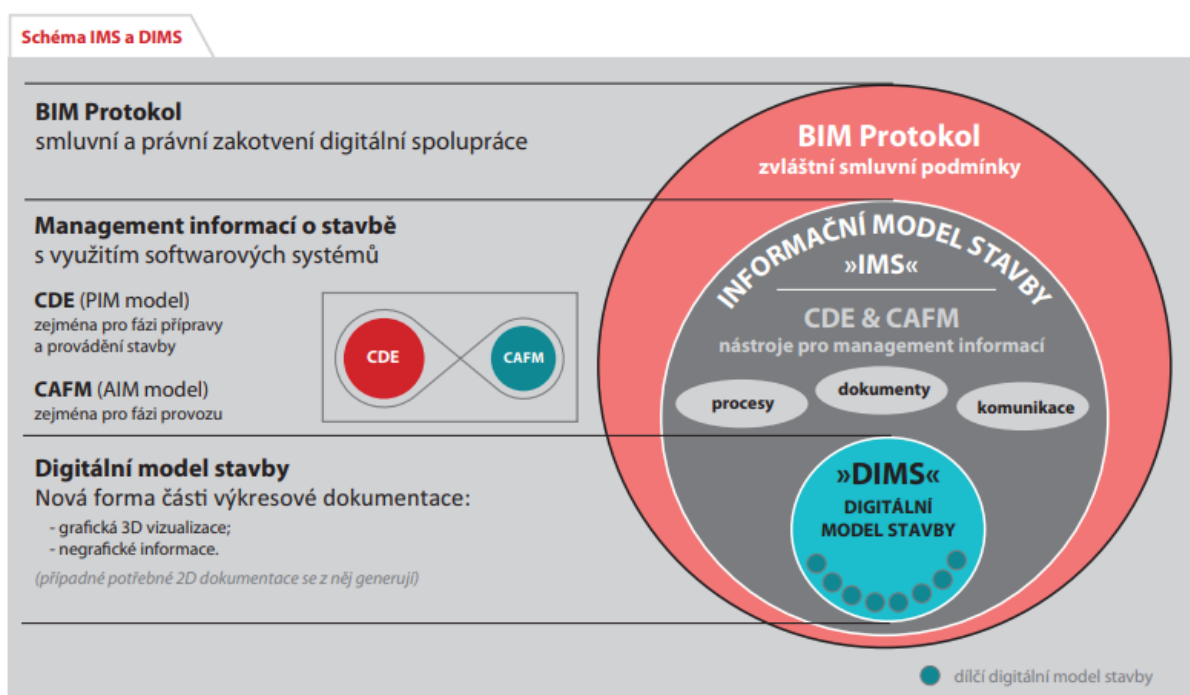 Schéma IMS a DIMS
BIM Protokol
smluvní a právní zakotvení digitální spolupráce
Management informací o stavbě
s využitím softwarových systémů
CDE (PIM model)
zejména pro fázi přípravy
a provádění stavby
CAFM (AIM model)
zejména pro fázi provozu
CDE
CAFM
Digitální model stavby
Nová forma části výkresové dokumentace:
- grafická 3D vizualizace;
- negrafické informace.
(případné potřebné 2D dokumentace se z něj generují)
BIM Protokol
zvláštní smluvní podmínky
INFORMAČNÍ MODEL STAVBY
»IMS«
CDE & CAFM
nástroje pro management informací
procesy
dokumenty
komunikace
»DIMS«
DIGITÁLNÍ
MODEL STAVBY
dílčí digitální model stavby